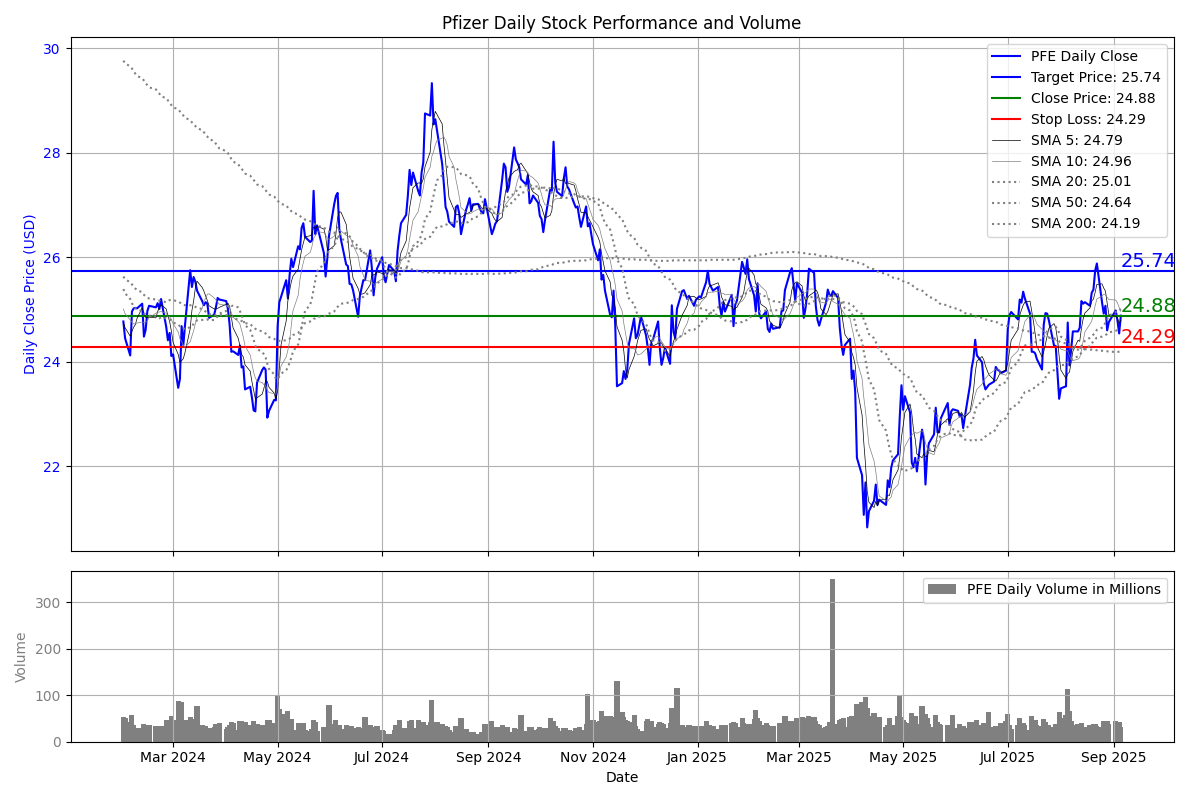 Pfizer Daily Stock Performance and Volume
30
28
26
24
22
Daily Close Price (USD)
PFE Daily Close
Target Price: 25.74
Close Price: 24.88
Stop Loss: 24.29
SMA 5: 24.79
SMA 10: 24.96
SMA 20: 25.01
SMA 50: 24.64
SMA 200: 24.19
25.74
24.88
24.29
300
200
100
0
Volume
PFE Daily Volume in Millions
Mar 2024
May 2024
Jul 2024
Sep 2024
Nov 2024
Jan 2025
Mar 2025
May 2025
Jul 2025
Sep 2025
Date